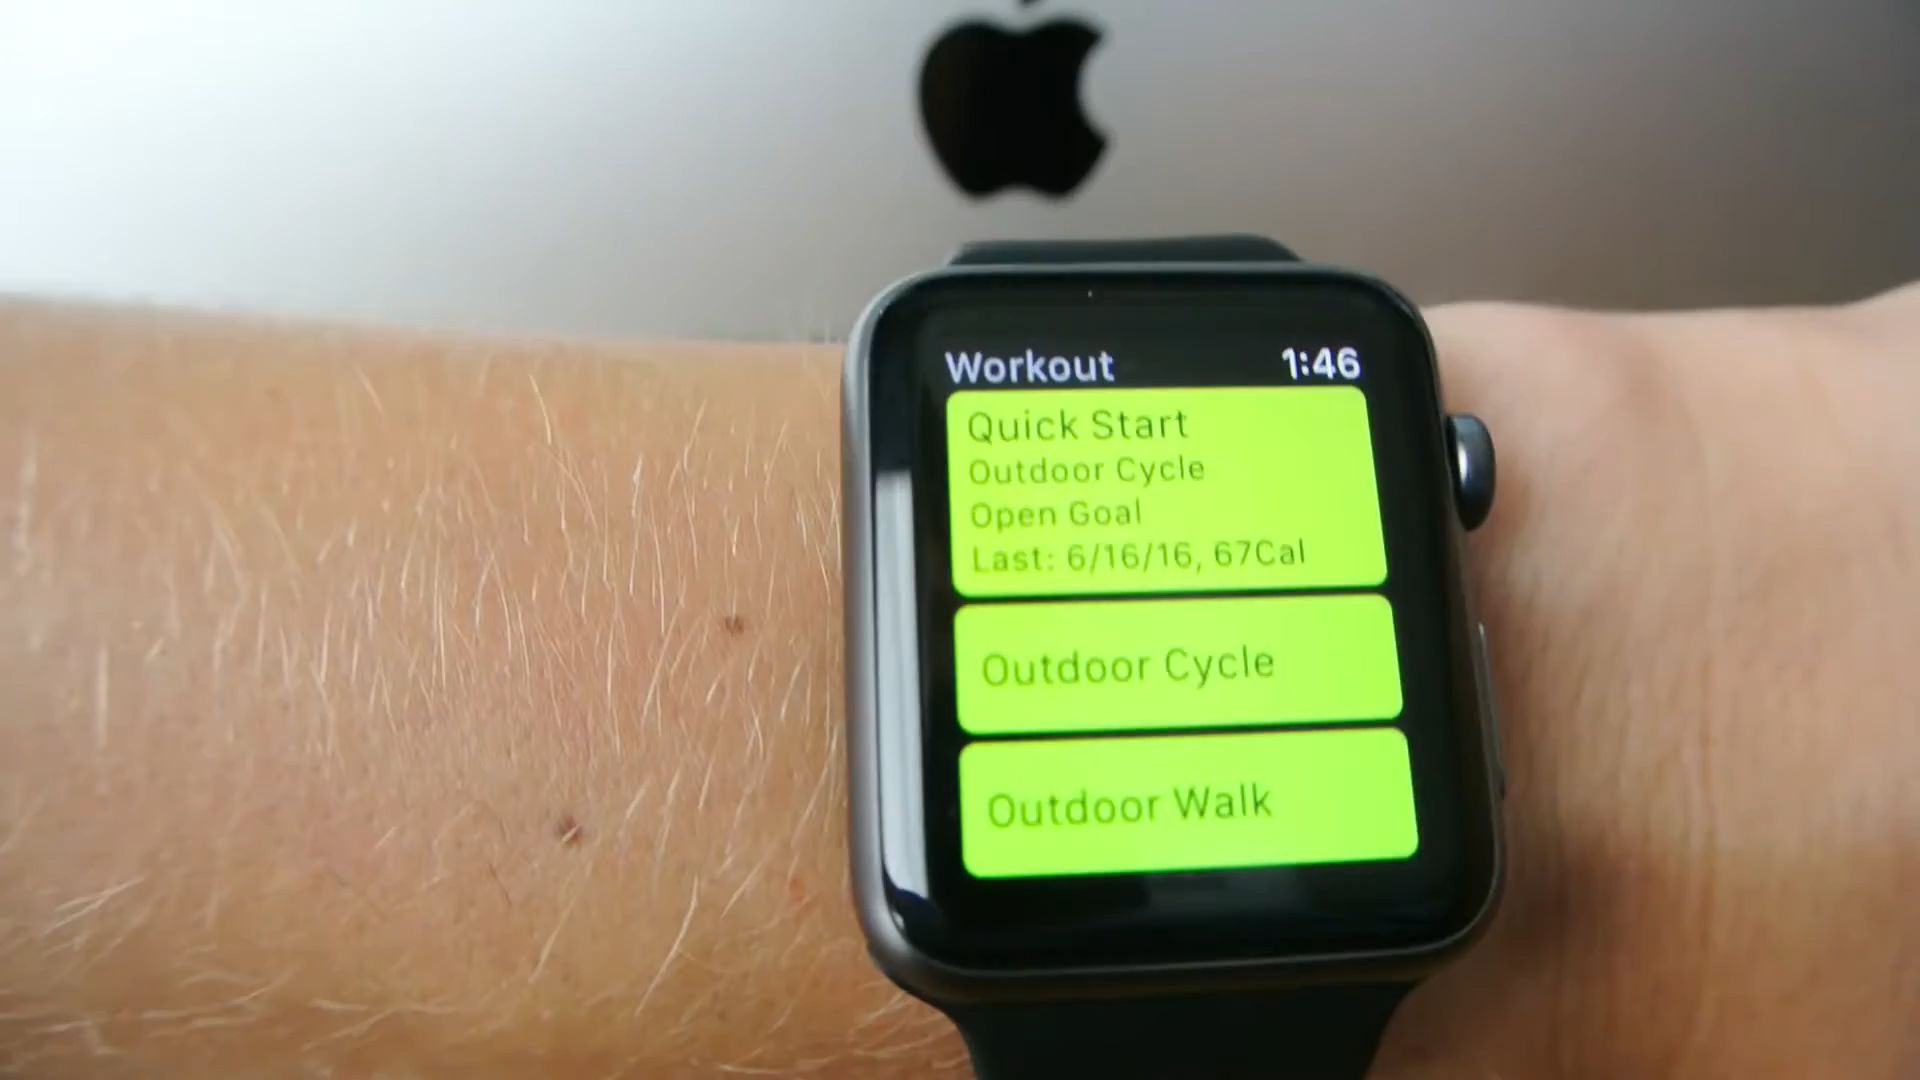 Workout 1:46
Quick Start
Outdoor Cycle
Open Goal
Last: 6/16/16, 67Cal
Outdoor Cycle
Outdoor Walk